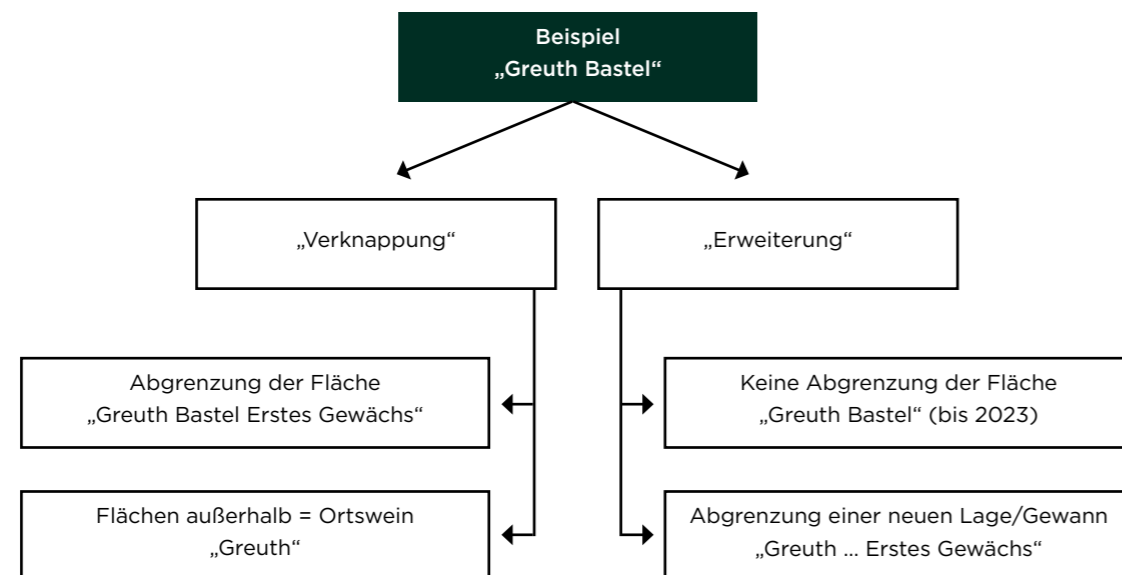 Beispiel
„Greuth Bastel“
„Verknappung“
„Erweiterung“
Abgrenzung der Fläche
„Greuth Bastel Erstes Gewächs“
Keine Abgrenzung der Fläche
„Greuth Bastel“ (bis 2023)
Flächen außerhalb = Ortswein
„Greuth“
Abgrenzung einer neuen Lage/Gewann
„Greuth ... Erstes Gewächs“